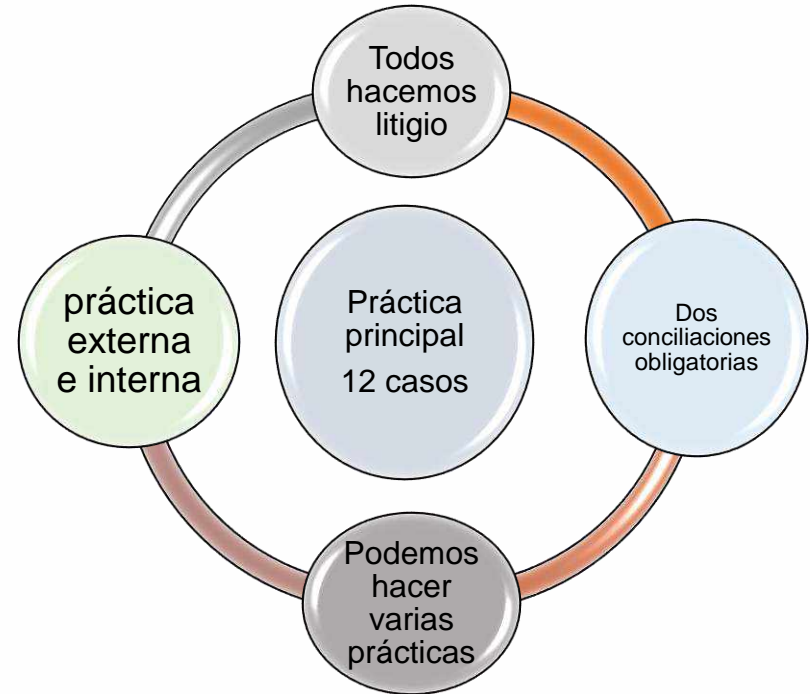 Todos
hacemos
litigio
práctica
externa
e interna
Práctica
principal
12 casos
Dos
conciliaciones
obligatorias
Podemos
hacer
varias
prácticas